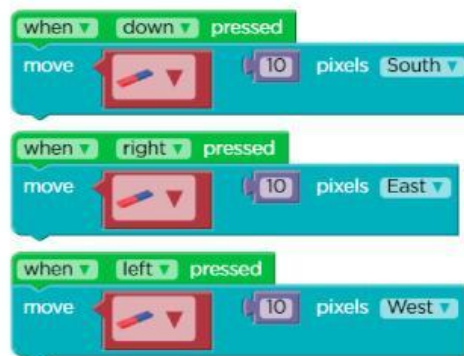 when down pressed
move 10 pixels South
when right pressed
move 10 pixels East
when left pressed
move 10 pixels West